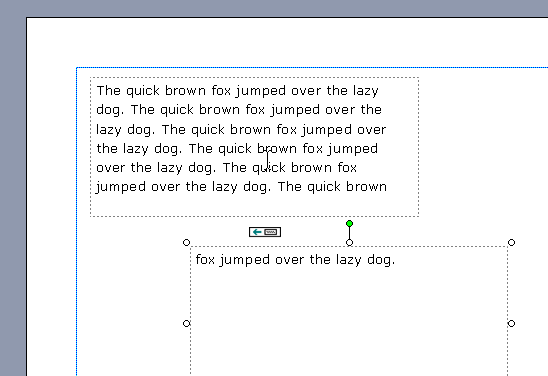 The quick brown fox jumped over the lazy
dog. The quick brown fox jumped over the
lazy dog. The quick brown fox jumped over
the lazy dog. The quick brown fox jumped
over the lazy dog. The quick brown fox
jumped over the lazy dog. The quick brown
fox jumped over the lazy dog.